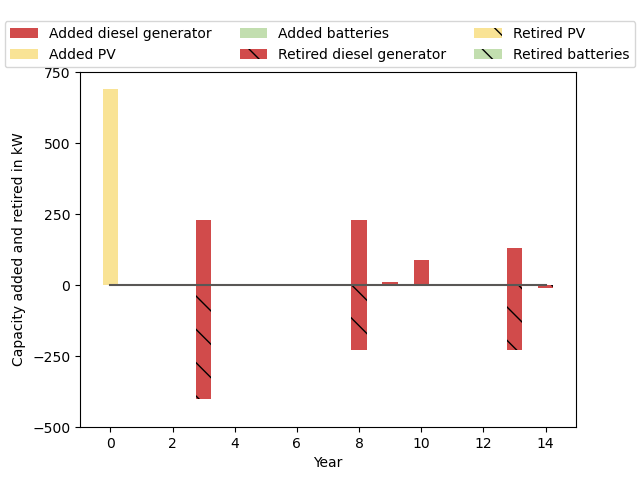 Added diesel generator
Added PV
Added batteries
Retired diesel generator
Retired PV
Retired batteries
750
500
250
0
−250
−500
Capacity added and retired in kW
0 2 4 6 8 10 12 14
Year